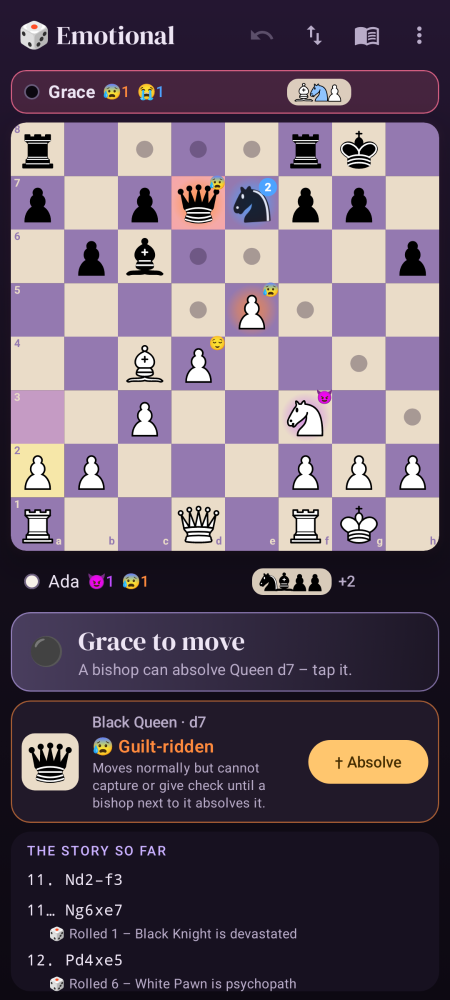 Emotional
Grace 😰1 😭1
8
7
2
6
5
4
3
2
1
a b c d e f g h
Ada 😈1 😰1
+2
Grace to move
A bishop can absolve Queen d7 – tap it.
Black Queen · d7
😰 Guilt-ridden
Moves normally but cannot
capture or give check until a
bishop next to it absolves it.
† Absolve
THE STORY SO FAR
11. Nd2–f3
11… Ng6xe7
🎲 Rolled 1 – Black Knight is devastated
12. Pd4xe5
🎲 Rolled 6 – White Pawn is psychopath